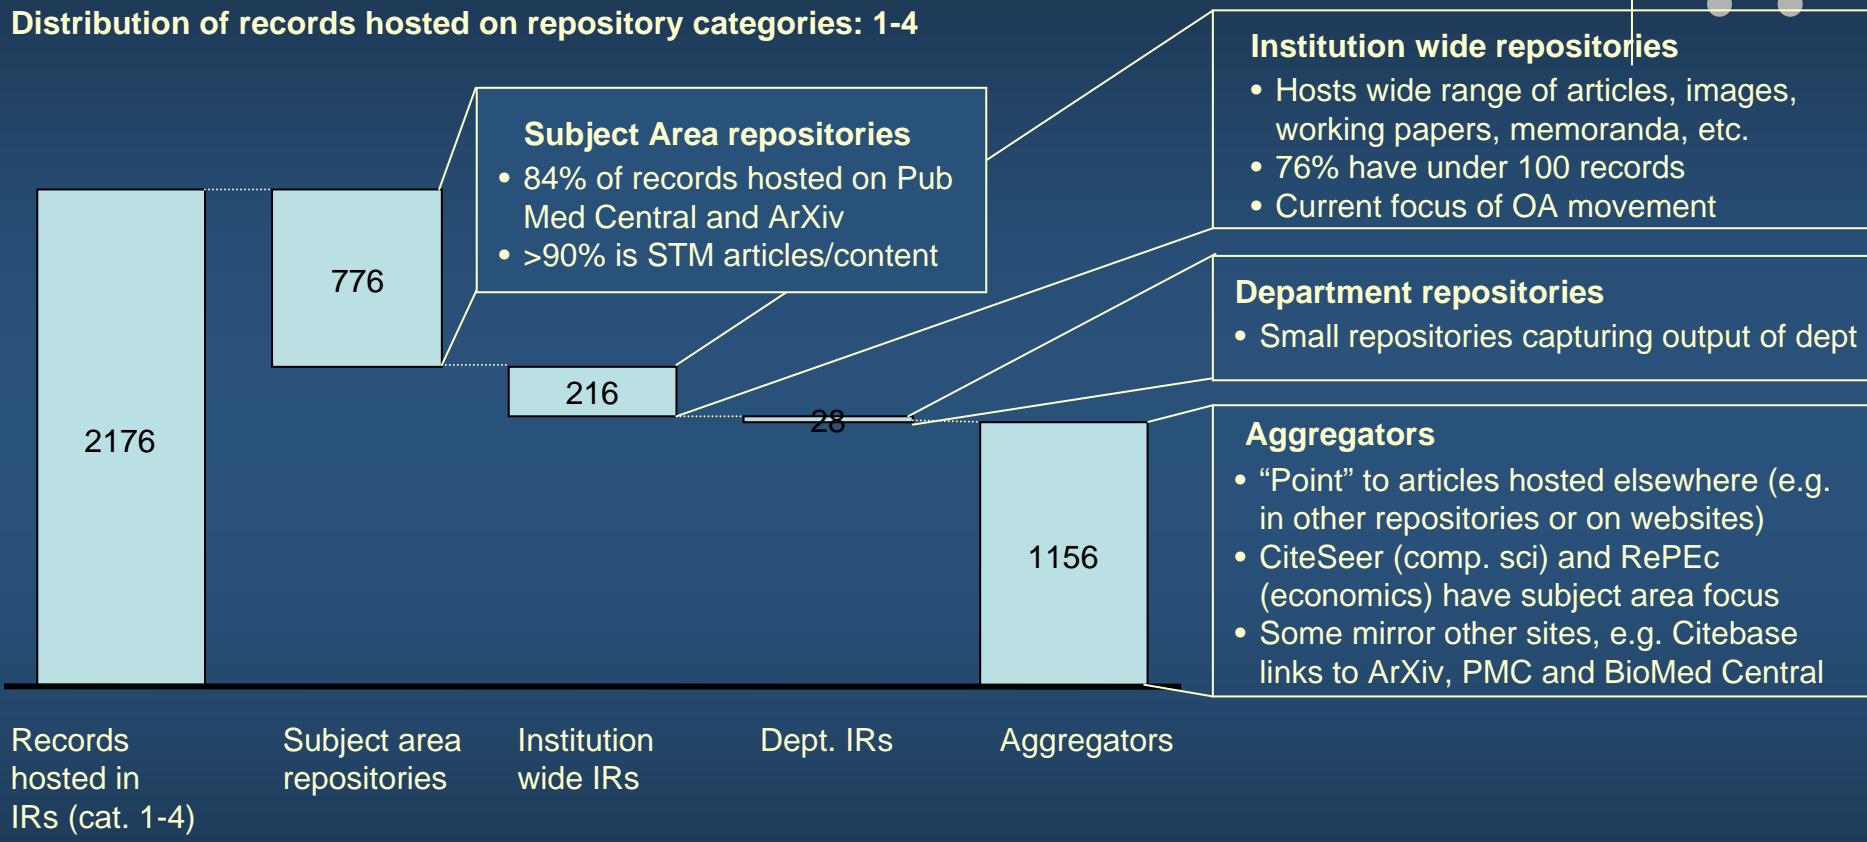 Distribution of records hosted on repository categories: 1-4
Subject Area repositories
• 84% of records hosted on Pub
Med Central and ArXiv
• >90% is STM articles/content
Institution wide repositories
• Hosts wide range of articles, images,
working papers, memoranda, etc.
• 76% have under 100 records
• Current focus of OA movement
Department repositories
• Small repositories capturing output of dept
Aggregators
• “Point” to articles hosted elsewhere (e.g.
in other repositories or on websites)
• CiteSeer (comp. sci) and RePEc
(economics) have subject area focus
• Some mirror other sites, e.g. Citebase
links to ArXiv, PMC and BioMed Central
2176
776
216
28
1156
Records
hosted in
IRs (cat. 1-4)
Subject area
repositories
Institution
wide IRs
Dept. IRs
Aggregators